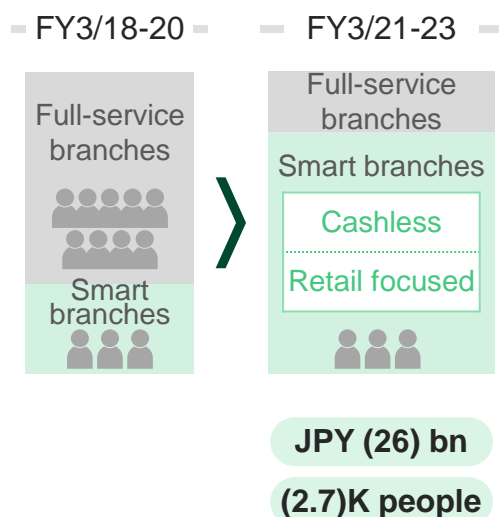 FY3/18-20
Full-service
branches
Smart
branches
FY3/21-23
Full-service
branches
Smart branches
Cashless
Retail focused
JPY (26) bn
(2.7)K people